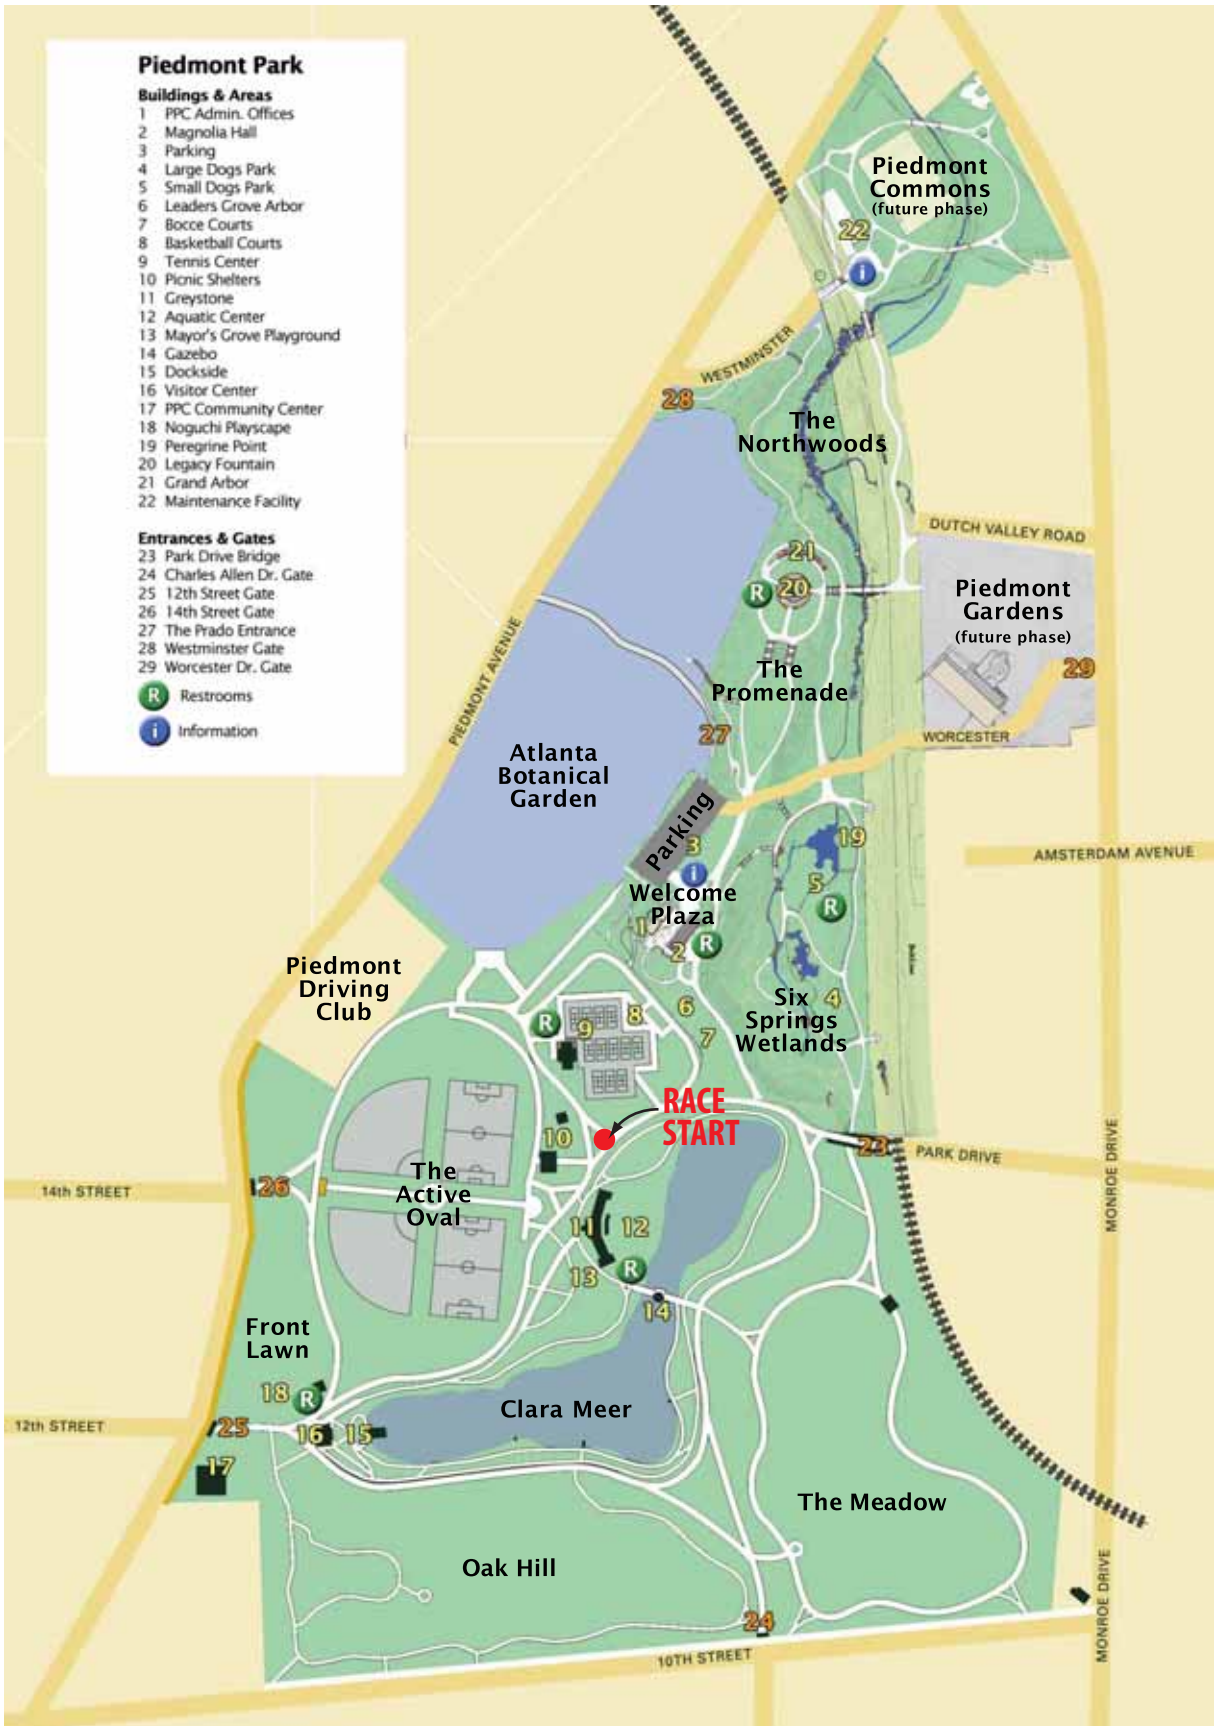 Piedmont Park
Buildings & Areas
1 PPC Admin. Offices
2 Magnolia Hall
3 Parking
4 Large Dogs Park
5 Small Dogs Park
6 Leaders Grove Arbor
7 Bocce Courts
8 Basketball Courts
9 Tennis Center
10 Picnic Shelters
11 Greystone
12 Aquatic Center
13 Mayor's Grove Playground
14 Gazebo
15 Dockside
16 Visitor Center
17 PPC Community Center
18 Noguchi Playscape
19 Peregrine Point
20 Legacy Fountain
21 Grand Arbor
22 Maintenance Facility
Entrances & Gates
23 Park Drive Bridge
24 Charles Allen Dr. Gate
25 12th Street Gate
26 14th Street Gate
27 The Prado Entrance
28 Westminster Gate
29 Worcester Dr. Gate
R Restrooms
i Information
Piedmont
Commons
(future phase)
22
i
WESTMINSTER
28
The
Northwoods
DUTCH VALLEY ROAD
21
R 20
Piedmont
Gardens
(future phase)
29
The
Promenade
PIEDMONT AVENUE
27
WORCESTER
Atlanta
Botanical
Garden
Parking
3
19
AMSTERDAM AVENUE
i
5
Welcome
Plaza
R
1
2
R
Piedmont
Driving
Club
6
Six
Springs
Wetlands
4
R
9
8
7
RACE
START
10
23
PARK DRIVE
MONROE DRIVE
14th STREET
26
The
Active
Oval
11
12
13
R
14
Front
Lawn
18
R
Clara Meer
12th STREET
25
16
15
17
The Meadow
Oak Hill
24
10TH STREET
MONROE DRIVE